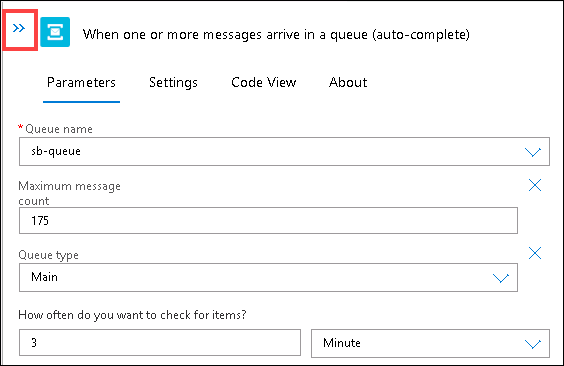 When one or more messages arrive in a queue (auto-complete)
Parameters Settings Code View About
*Queue name
sb-queue
Maximum message
count
175
Queue type
Main
How often do you want to check for items?
3 Minute